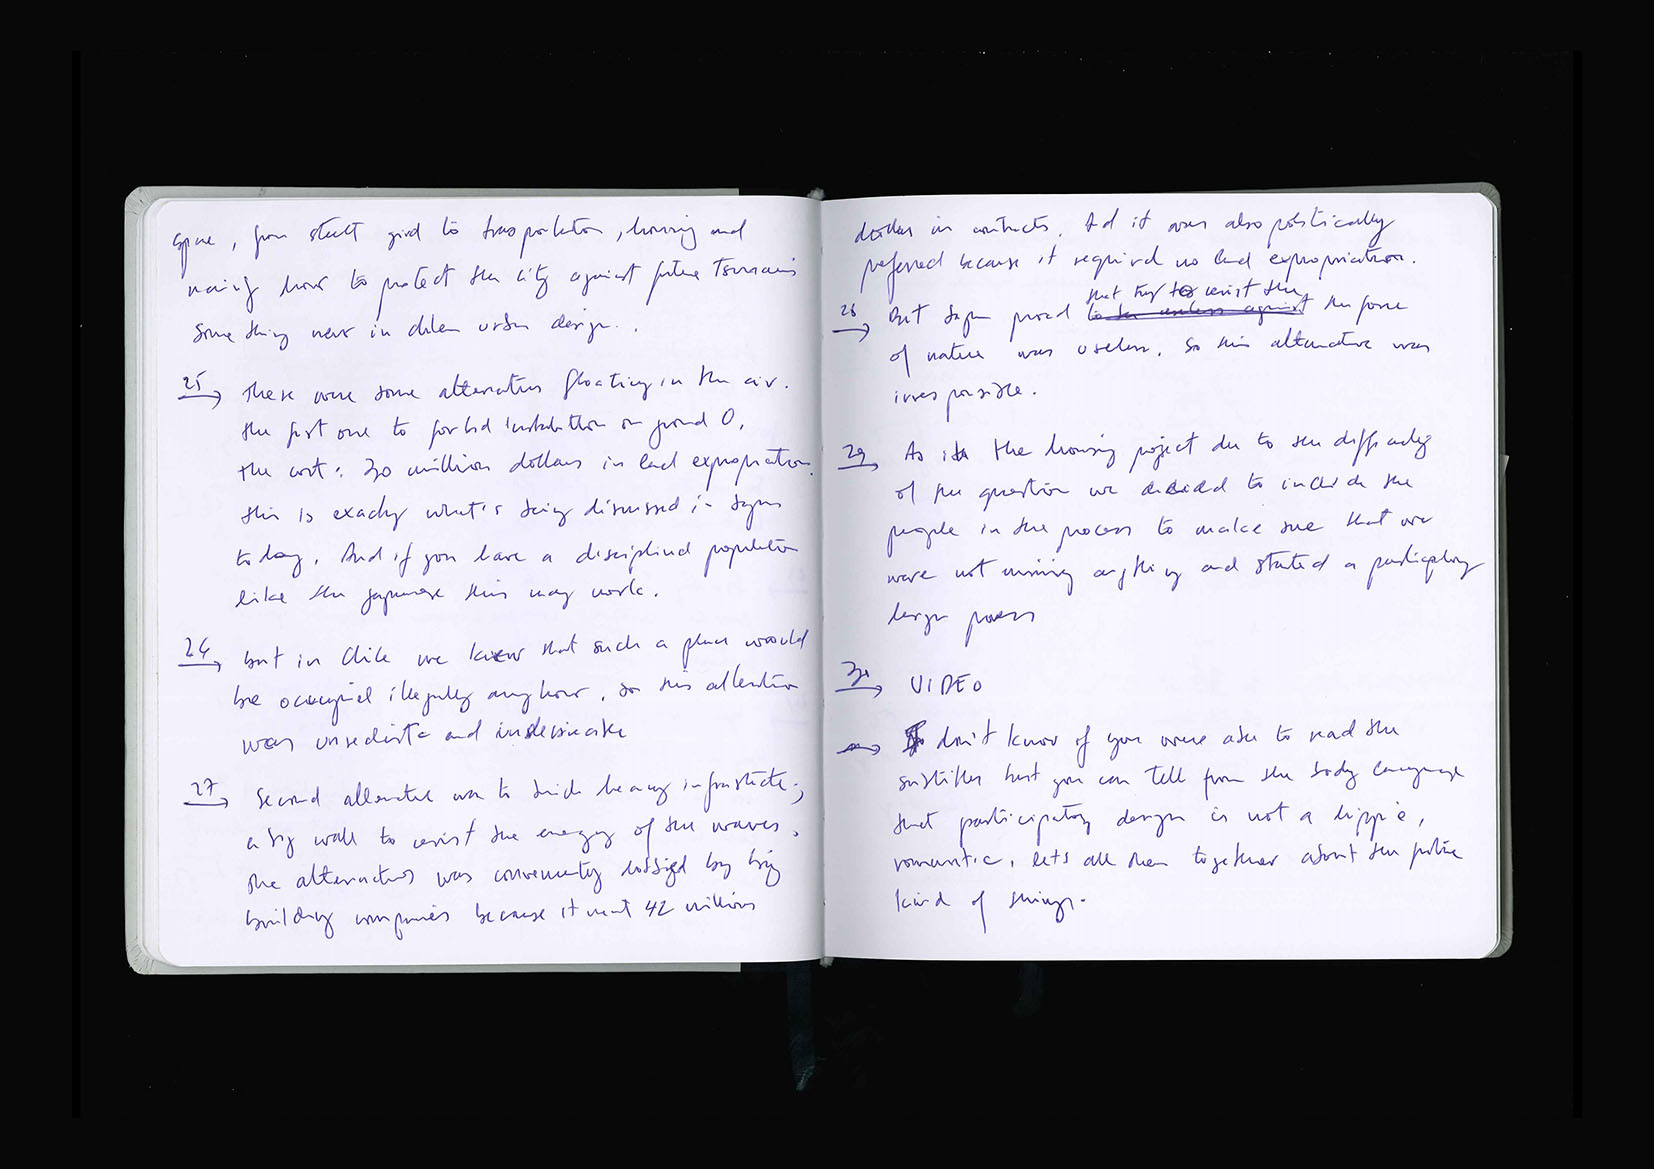 space, from street grid to transportation, housing and
mainly how to protect the city against future Tsunamis
something new in chilean urban design..
25 → there were some alternatives floating in the air.
the first one to forbid installation on ground 0.
the cost: 30 million dollars in land expropriation.
this is exactly what's being discussed in Japan
today. And if you have a disciplined population
like the japanese this may work.
26 → but in Chile we know that such a place would
be occupied illegally anyhow, so this alternative
was unrealistic and undesirable
27 → Second alternative was to build heavy infrastructure;
a big wall to resist the energy of the waves.
the alternative was conveniently lobbied by big
building companies because it meant 42 millions
dollars in contracts. And it was also politically
preferred because it required no land expropriation.
that try to resist the
28 → But Japan proved to be useless against the force
of nature was useless. So this alternative was
irresponsible.
29 → As in the housing project due to the difficulty
of the question we decided to include the
people in the process to make sure that we
were not missing anything and started a participatory
design process
30 → VIDEO
→ I don't know if you were able to read the
subtitles but you can tell from the body language
that participatory design is not a hippie,
romantic, lets all dream together about the future
kind of things.